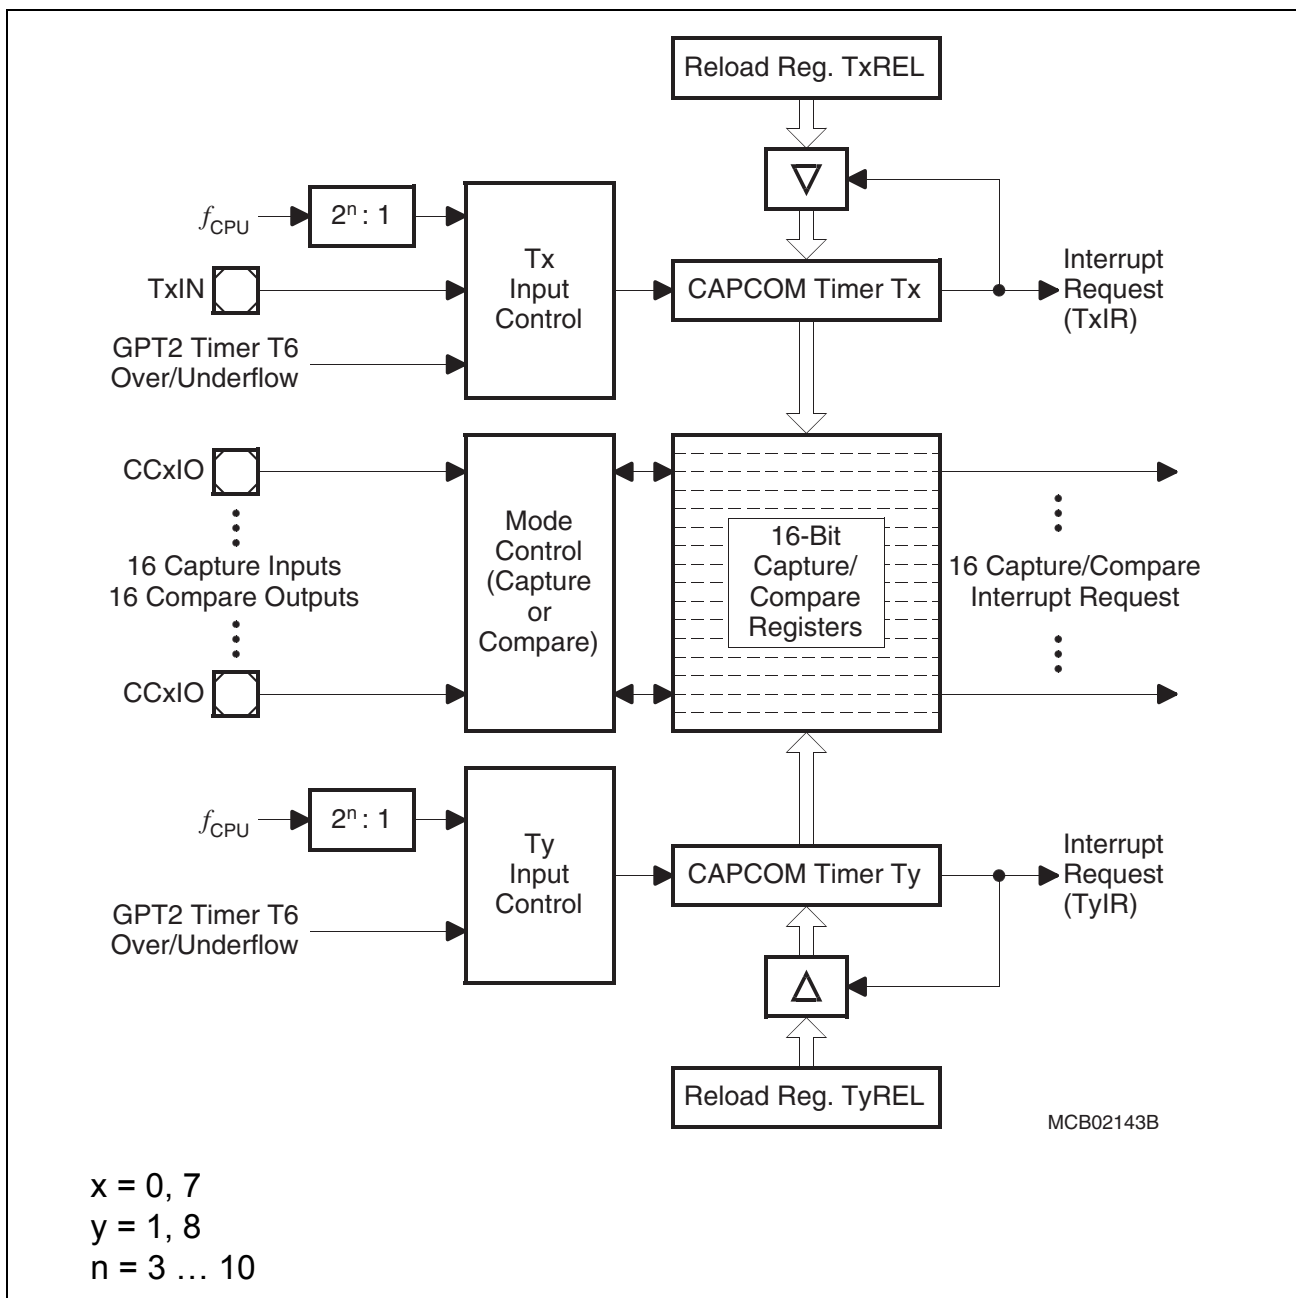 Reload Reg. TxREL
fCPU
2ⁿ : 1
Tx
Input
Control
TxIN
CAPCOM Timer Tx
Interrupt
Request
(TxIR)
GPT2 Timer T6
Over/Underflow
CCxIO
Mode
Control
(Capture
or
Compare)
16-Bit
Capture/
Compare
Registers
16 Capture Inputs
16 Compare Outputs
16 Capture/Compare
Interrupt Request
CCxIO
fCPU
2ⁿ : 1
Ty
Input
Control
CAPCOM Timer Ty
Interrupt
Request
(TyIR)
GPT2 Timer T6
Over/Underflow
Reload Reg. TyREL
MCB02143B
x = 0, 7
y = 1, 8
n = 3 … 10